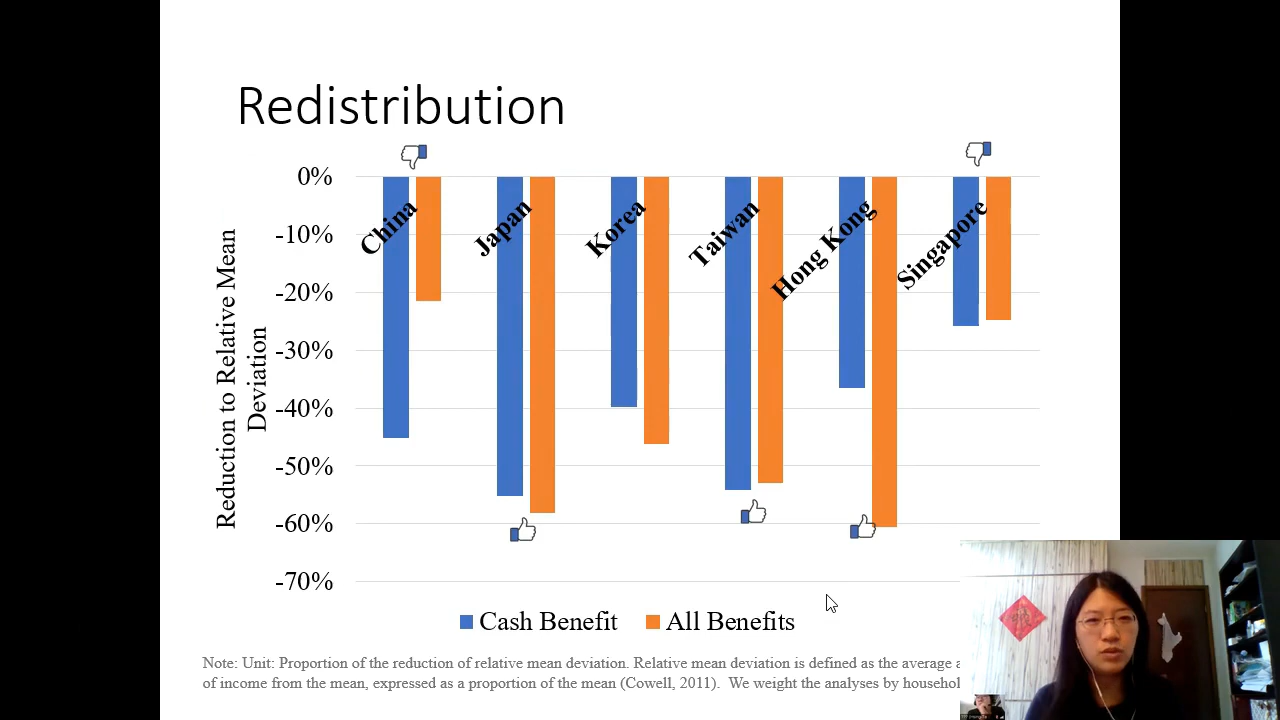 Redistribution
0%
-10%
-20%
-30%
-40%
-50%
-60%
-70%
Reduction to Relative Mean
Deviation
China
Japan
Korea
Taiwan
Hong Kong
Singapore
Cash Benefit
All Benefits
Note: Unit: Proportion of the reduction of relative mean deviation. Relative mean deviation is defined as the average a
of income from the mean, expressed as a proportion of the mean (Cowell, 2011). We weight the analyses by househol